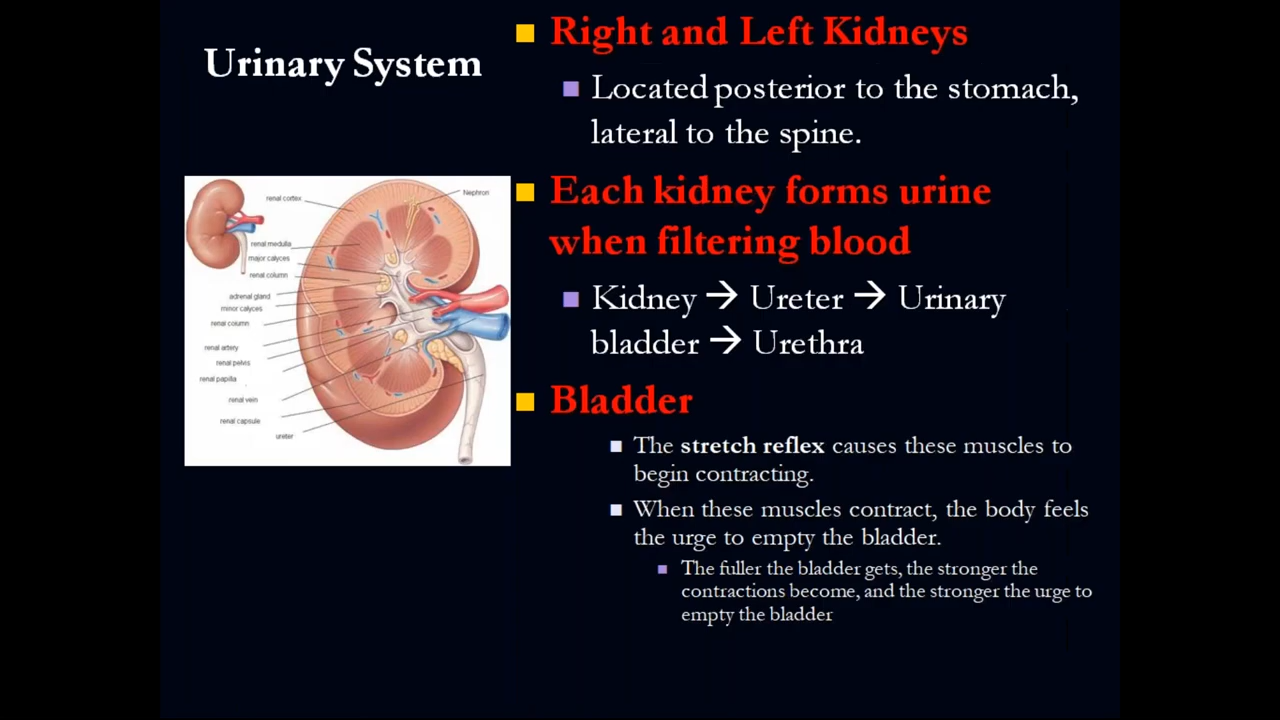 Urinary System
Right and Left Kidneys
Located posterior to the stomach,
lateral to the spine.
Each kidney forms urine
when filtering blood
Kidney → Ureter → Urinary
bladder → Urethra
Bladder
The stretch reflex causes these muscles to
begin contracting.
When these muscles contract, the body feels
the urge to empty the bladder.
The fuller the bladder gets, the stronger the
contractions become, and the stronger the urge to
empty the bladder
Nephron
renal cortex
renal medulla
major calyces
renal column
adrenal gland
minor calyces
renal column
renal artery
renal pelvis
renal papilla
renal vein
renal capsule
ureter